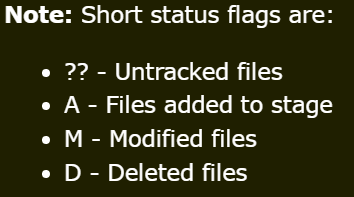 Note: Short status flags are:
• ?? - Untracked files
• A - Files added to stage
• M - Modified files
• D - Deleted files